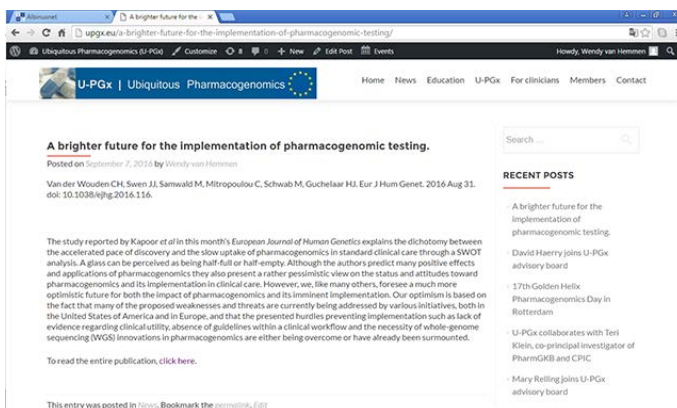 Albinusnet
A brighter future for the i
upgx.eu/a-brighter-future-for-the-implementation-of-pharmacogenomic-testing/
Ubiquitous Pharmacogenomics (U-PGx) Customize 8 0 + New Edit Post Events Howdy, Wendy van Hemmen
U-PGx | Ubiquitous Pharmacogenomics
Home News Education U-PGx For clinicians Members Contact
A brighter future for the implementation of pharmacogenomic testing.
Posted on September 7, 2016 by Wendy van Hemmen
Van der Wouden CH, Swen JJ, Samwald M, Mitropoulou C, Schwab M, Guchelaar HJ. Eur J Hum Genet. 2016 Aug 31.
doi: 10.1038/ejhg.2016.116.
The study reported by Kapoor et al in this month's European Journal of Human Genetics explains the dichotomy between
the accelerated pace of discovery and the slow uptake of pharmacogenomics in standard clinical care through a SWOT
analysis. A glass can be perceived as being half-full or half-empty. Although the authors predict many positive effects
and applications of pharmacogenomics they also present a rather pessimistic view on the status and attitudes toward
pharmacogenomics and its implementation in clinical care. However, we, like many others, foresee a much more
optimistic future for both the impact of pharmacogenomics and its imminent implementation. Our optimism is based on
the fact that many of the proposed weaknesses and threats are currently being addressed by various initiatives, both in
the United States of America and in Europe, and that the presented hurdles preventing implementation such as lack of
evidence regarding clinical utility, absence of guidelines within a clinical workflow and the necessity of whole-genome
sequencing (WGS) innovations in pharmacogenomics are either being overcome or have already been surmounted.
To read the entire publication, click here.
This entry was posted in News. Bookmark the permalink. Edit
Search ...
RECENT POSTS
A brighter future for the
implementation of
pharmacogenomic testing.
David Haerry joins U-PGx
advisory board
17th Golden Helix
Pharmacogenomics Day in
Rotterdam
U-PGx collaborates with Teri
Klein, co-principal investigator of
PharmGKB and CPIC
Mary Relling joins U-PGx
advisory board